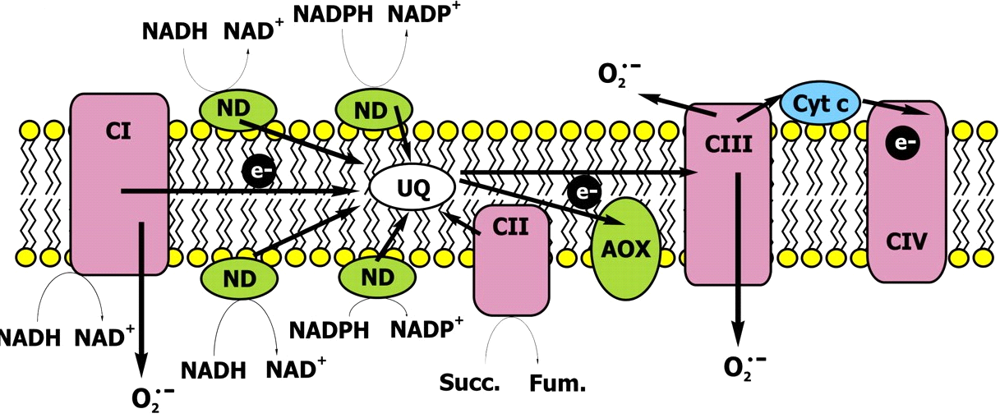 NADPH NADP+
NADH NAD+
O2•−
ND
ND
Cyt c
CI
CIII
e-
e-
UQ
e-
CII
AOX
CIV
ND
ND
NADH NAD+
NADPH NADP+
NADH NAD+
O2•−
Succ. Fum.
O2•−